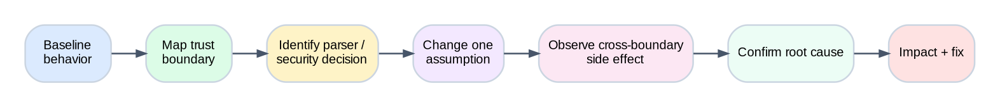 Baseline
behavior
Map trust
boundary
Identify parser /
security decision
Change one
assumption
Observe cross-boundary
side effect
Confirm root cause
Impact + fix